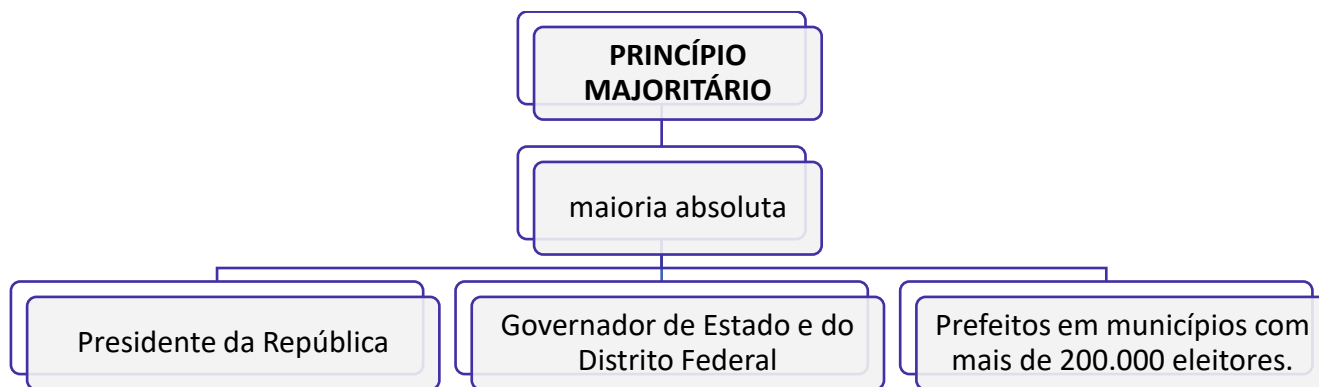 PRINCÍPIO
MAJORITÁRIO
maioria absoluta
Presidente da República
Governador de Estado e do
Distrito Federal
Prefeitos em municípios com
mais de 200.000 eleitores.